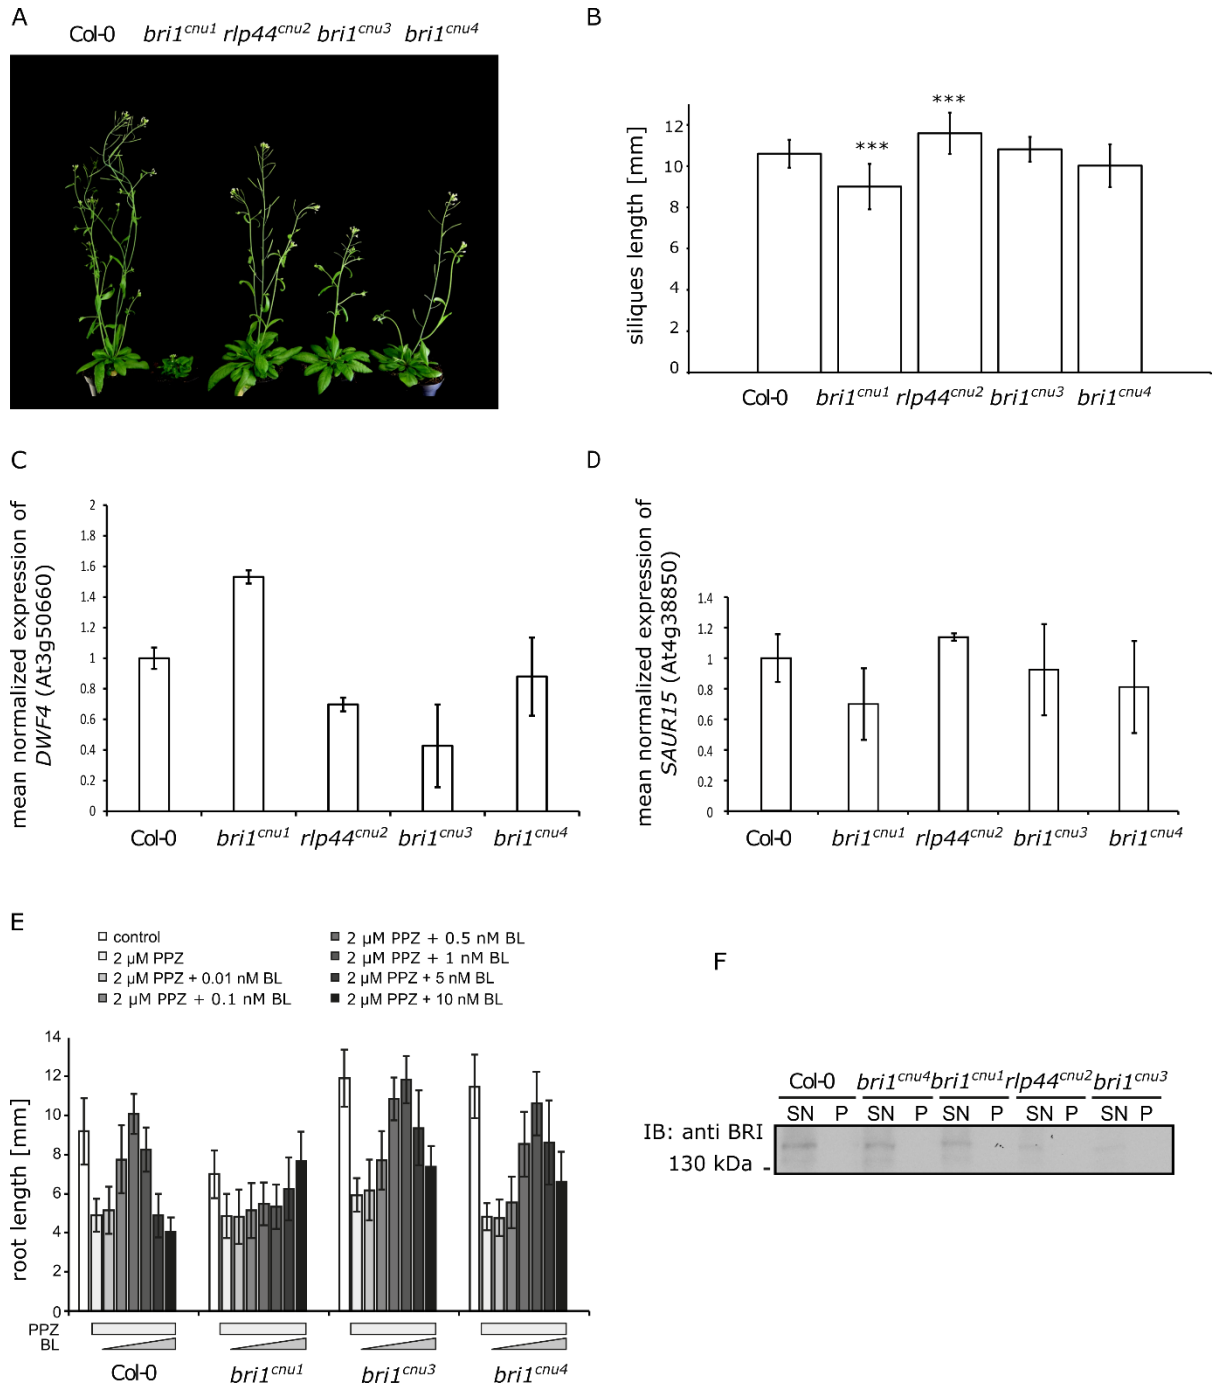 A
Col-0 bri1cnu1 rlp44cnu2 bri1cnu3 bri1cnu4
B
siliques length [mm]
12
10
8
6
4
2
0
*** ***
Col-0 bri1cnu1 rlp44cnu2 bri1cnu3 bri1cnu4
C
mean normalized expression of
DWF4 (At3g50660)
2
1.8
1.6
1.4
1.2
1
0.8
0.6
0.4
0.2
0
Col-0 bri1cnu1 rlp44cnu2 bri1cnu3 bri1cnu4
D
mean normalized expression of
SAUR15 (At4g38850)
1.4
1.2
1
0.8
0.6
0.4
0.2
0
Col-0 bri1cnu1 rlp44cnu2 bri1cnu3 bri1cnu4
E
control
2 µM PPZ
2 µM PPZ + 0.01 nM BL
2 µM PPZ + 0.1 nM BL
2 µM PPZ + 0.5 nM BL
2 µM PPZ + 1 nM BL
2 µM PPZ + 5 nM BL
2 µM PPZ + 10 nM BL
root length [mm]
14
12
10
8
6
4
2
0
PPZ
BL
Col-0 bri1cnu1 bri1cnu3 bri1cnu4
F
Col-0 bri1cnu4 bri1cnu1 rlp44cnu2 bri1cnu3
SN P SN P SN P SN P SN P
IB: anti BRI
130 kDa